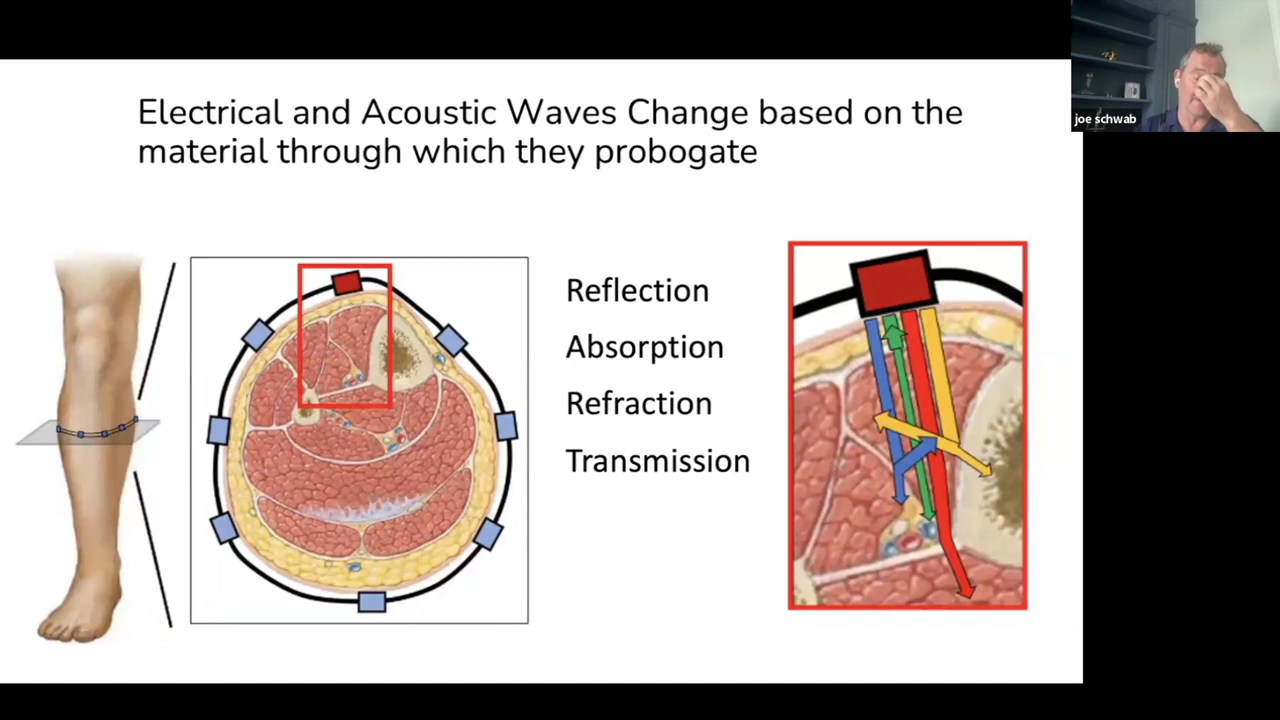 Electrical and Acoustic Waves Change based on the
material through which they probogate
Reflection
Absorption
Refraction
Transmission
joe schwab